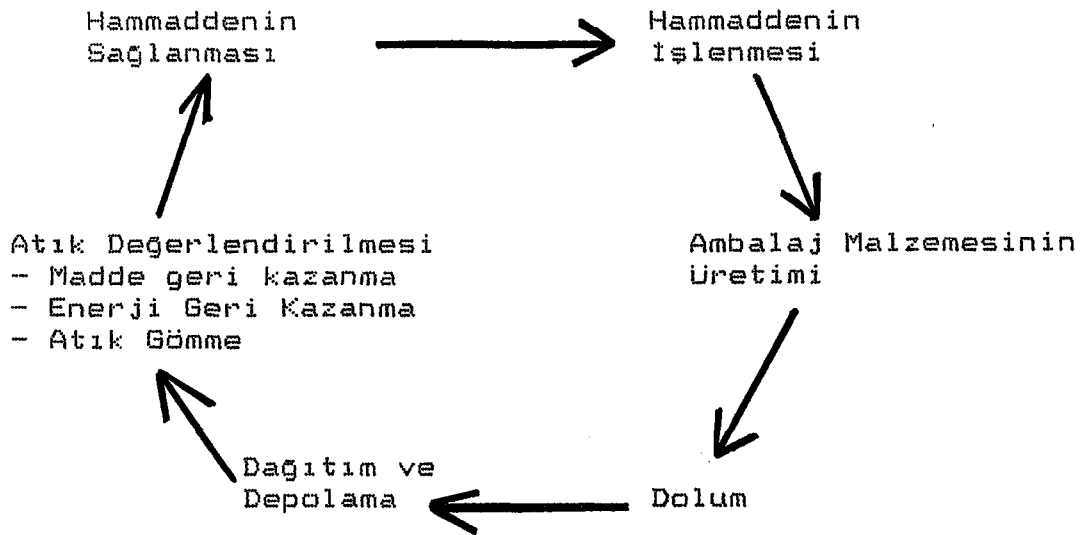 Hammaddenin
Sağlanması
Hammaddenin
İşlenmesi
Ambalaj Malzemesinin
Üretimi
Dolum
Dağıtım ve
Depolama
Atık Değerlendirilmesi
- Madde geri kazanma
- Enerji Geri Kazanma
- Atık Gömme